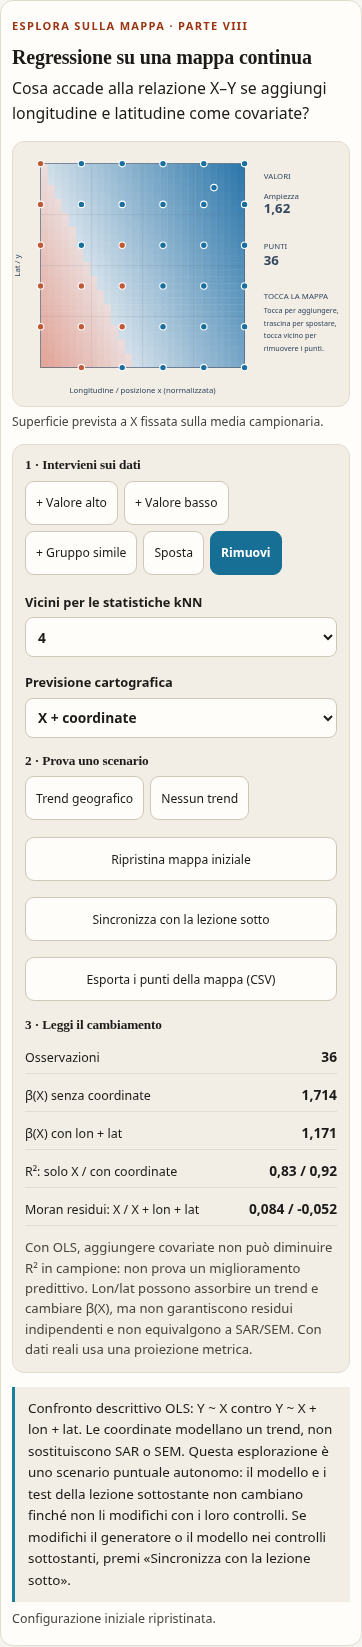 ESPLORA SULLA MAPPA · PARTE VIII
Regressione su una mappa continua
Cosa accade alla relazione X–Y se aggiungi
longitudine e latitudine come covariate?
VALORI
Ampiezza
1,62
PUNTI
36
TOCCA LA MAPPA
Tocca per aggiungere,
trascina per spostare,
tocca vicino per
rimuovere i punti.
Lat / y
Longitudine / posizione x (normalizzata)
Superficie prevista a X fissata sulla media campionaria.
1 · Intervieni sui dati
+ Valore alto
+ Valore basso
+ Gruppo simile
Sposta
Rimuovi
Vicini per le statistiche kNN
4
Previsione cartografica
X + coordinate
2 · Prova uno scenario
Trend geografico
Nessun trend
Ripristina mappa iniziale
Sincronizza con la lezione sotto
Esporta i punti della mappa (CSV)
3 · Leggi il cambiamento
Osservazioni 36
β(X) senza coordinate 1,714
β(X) con lon + lat 1,171
R²: solo X / con coordinate 0,83 / 0,92
Moran residui: X / X + lon + lat 0,084 / -0,052
Con OLS, aggiungere covariate non può diminuire
R² in campione: non prova un miglioramento
predittivo. Lon/lat possono assorbire un trend e
cambiare β(X), ma non garantiscono residui
indipendenti e non equivalgono a SAR/SEM. Con
dati reali usa una proiezione metrica.
Confronto descrittivo OLS: Y ~ X contro Y ~ X +
lon + lat. Le coordinate modellano un trend, non
sostituiscono SAR o SEM. Questa esplorazione è
uno scenario puntuale autonomo: il modello e i
test della lezione sottostante non cambiano
finché non li modifichi con i loro controlli. Se
modifichi il generatore o il modello nei controlli
sottostanti, premi «Sincronizza con la lezione
sotto».
Configurazione iniziale ripristinata.